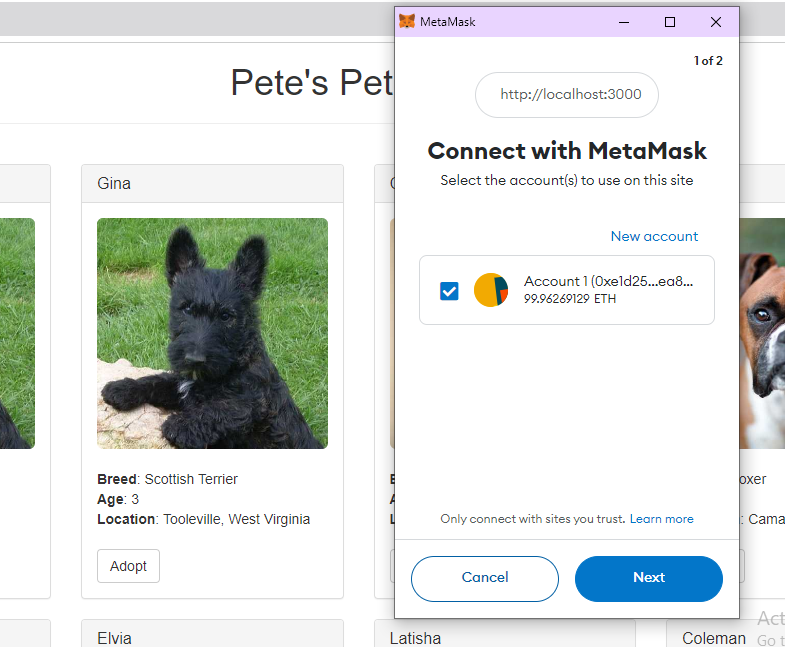 MetaMask
1 of 2
http://localhost:3000
Connect with MetaMask
Select the account(s) to use on this site
New account
Account 1 (0xe1d25...ea8...
99.96269129 ETH
Only connect with sites you trust. Learn more
Cancel
Next
Pete's Pet
Gina
Breed: Scottish Terrier
Age: 3
Location: Tooleville, West Virginia
Adopt
Elvia
Latisha
Coleman
oxer
: Cama
Act
Go t